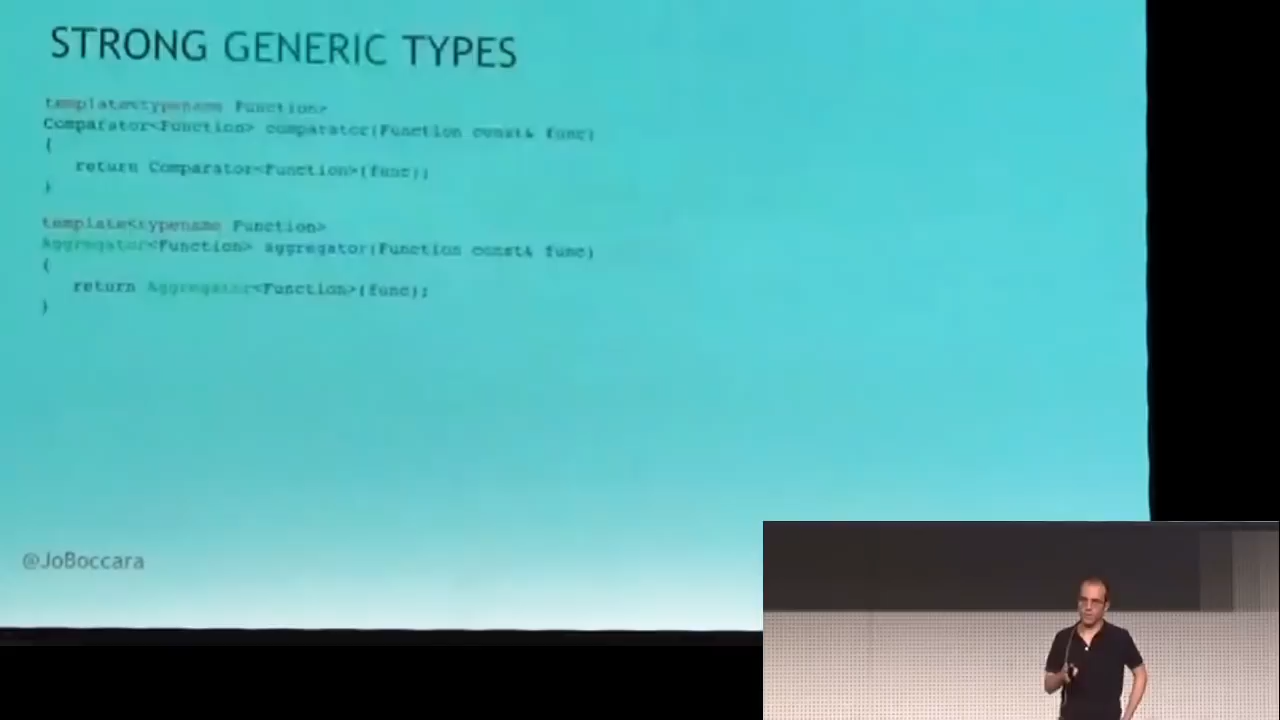 STRONG GENERIC TYPES
template<typename Function>
Comparator<Function> comparator(Function const& func)
{
return Comparator<Function>(func);
}
template<typename Function>
Aggregator<Function> aggregator(Function const& func)
{
return Aggregator<Function>(func);
}
@JoBoccara